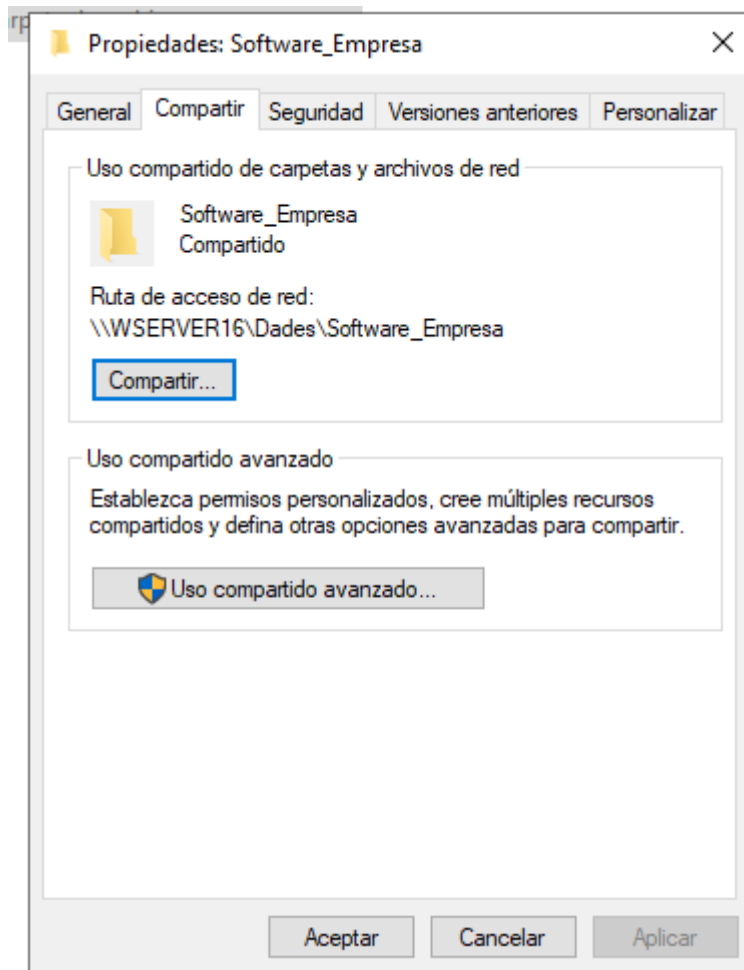 Propiedades: Software_Empresa
General Compartir Seguridad Versiones anteriores Personalizar
Uso compartido de carpetas y archivos de red
Software_Empresa
Compartido
Ruta de acceso de red:
\\WSERVER16\Dades\Software_Empresa
Compartir...
Uso compartido avanzado
Establezca permisos personalizados, cree múltiples recursos
compartidos y defina otras opciones avanzadas para compartir.
Uso compartido avanzado...
Aceptar Cancelar Aplicar